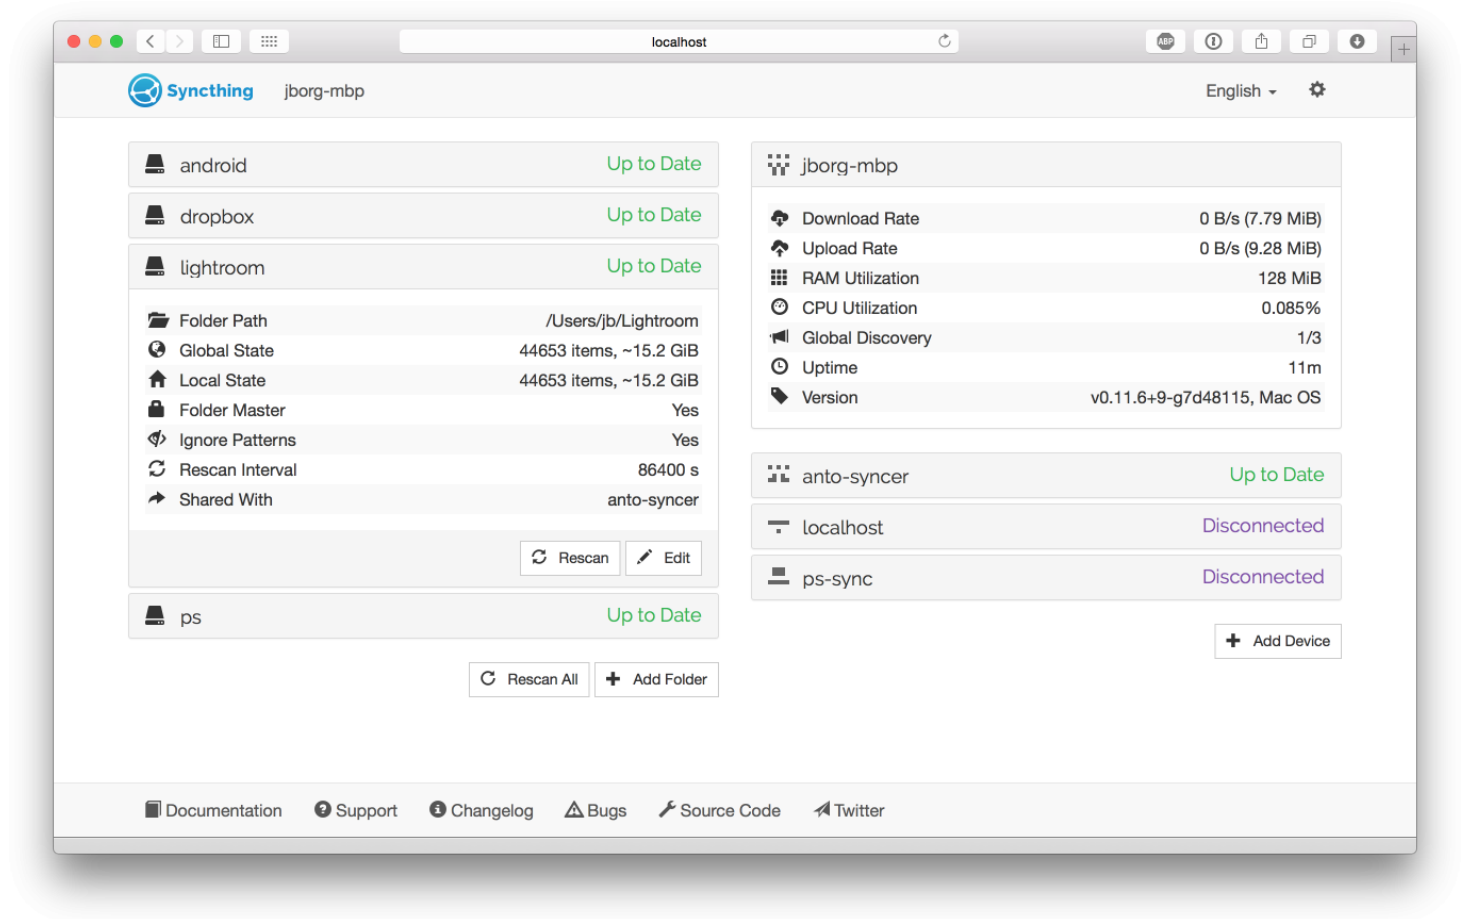 localhost
ABP
Syncthing jborg-mbp English
android Up to Date
dropbox Up to Date
lightroom Up to Date
Folder Path /Users/jb/Lightroom
Global State 44653 items, ~15.2 GiB
Local State 44653 items, ~15.2 GiB
Folder Master Yes
Ignore Patterns Yes
Rescan Interval 86400 s
Shared With anto-syncer
Rescan Edit
ps Up to Date
Rescan All Add Folder
jborg-mbp
Download Rate 0 B/s (7.79 MiB)
Upload Rate 0 B/s (9.28 MiB)
RAM Utilization 128 MiB
CPU Utilization 0.085%
Global Discovery 1/3
Uptime 11m
Version v0.11.6+9-g7d48115, Mac OS
anto-syncer Up to Date
localhost Disconnected
ps-sync Disconnected
Add Device
Documentation Support Changelog Bugs Source Code Twitter